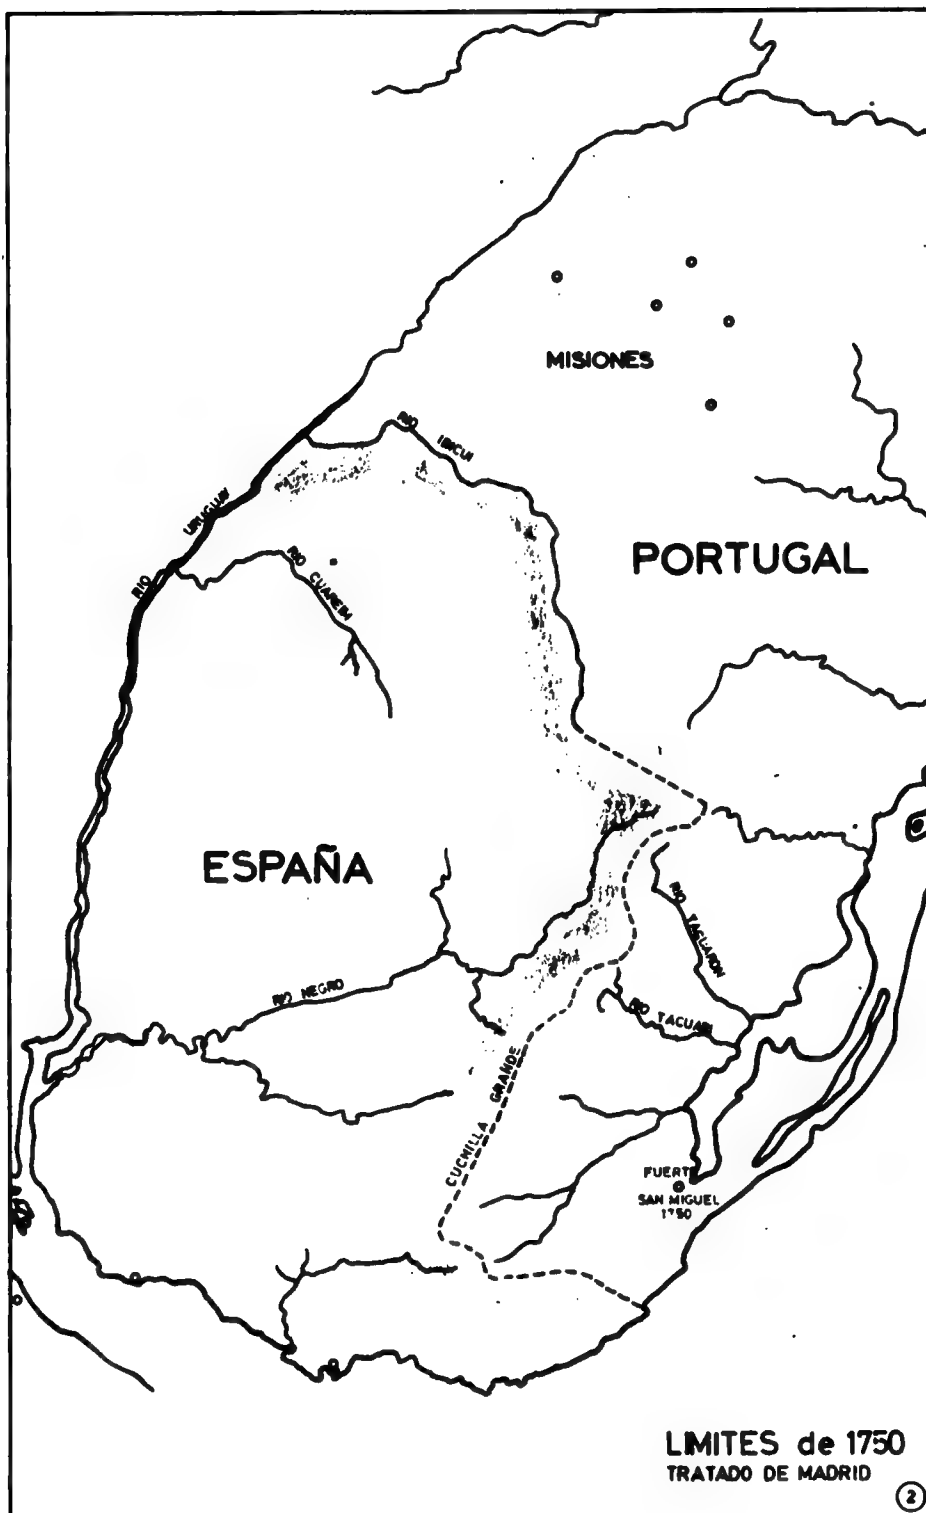 MISIONES
RIO IBICUI
RIO URUGUAY
PORTUGAL
RIO CUAREIM
ESPAÑA
RIO TACUARON
RIO NEGRO
RIO TACUARI
CUCHILLA GRANDE
FUERTE
SAN MIGUEL
1750
LIMITES de 1750
TRATADO DE MADRID
2